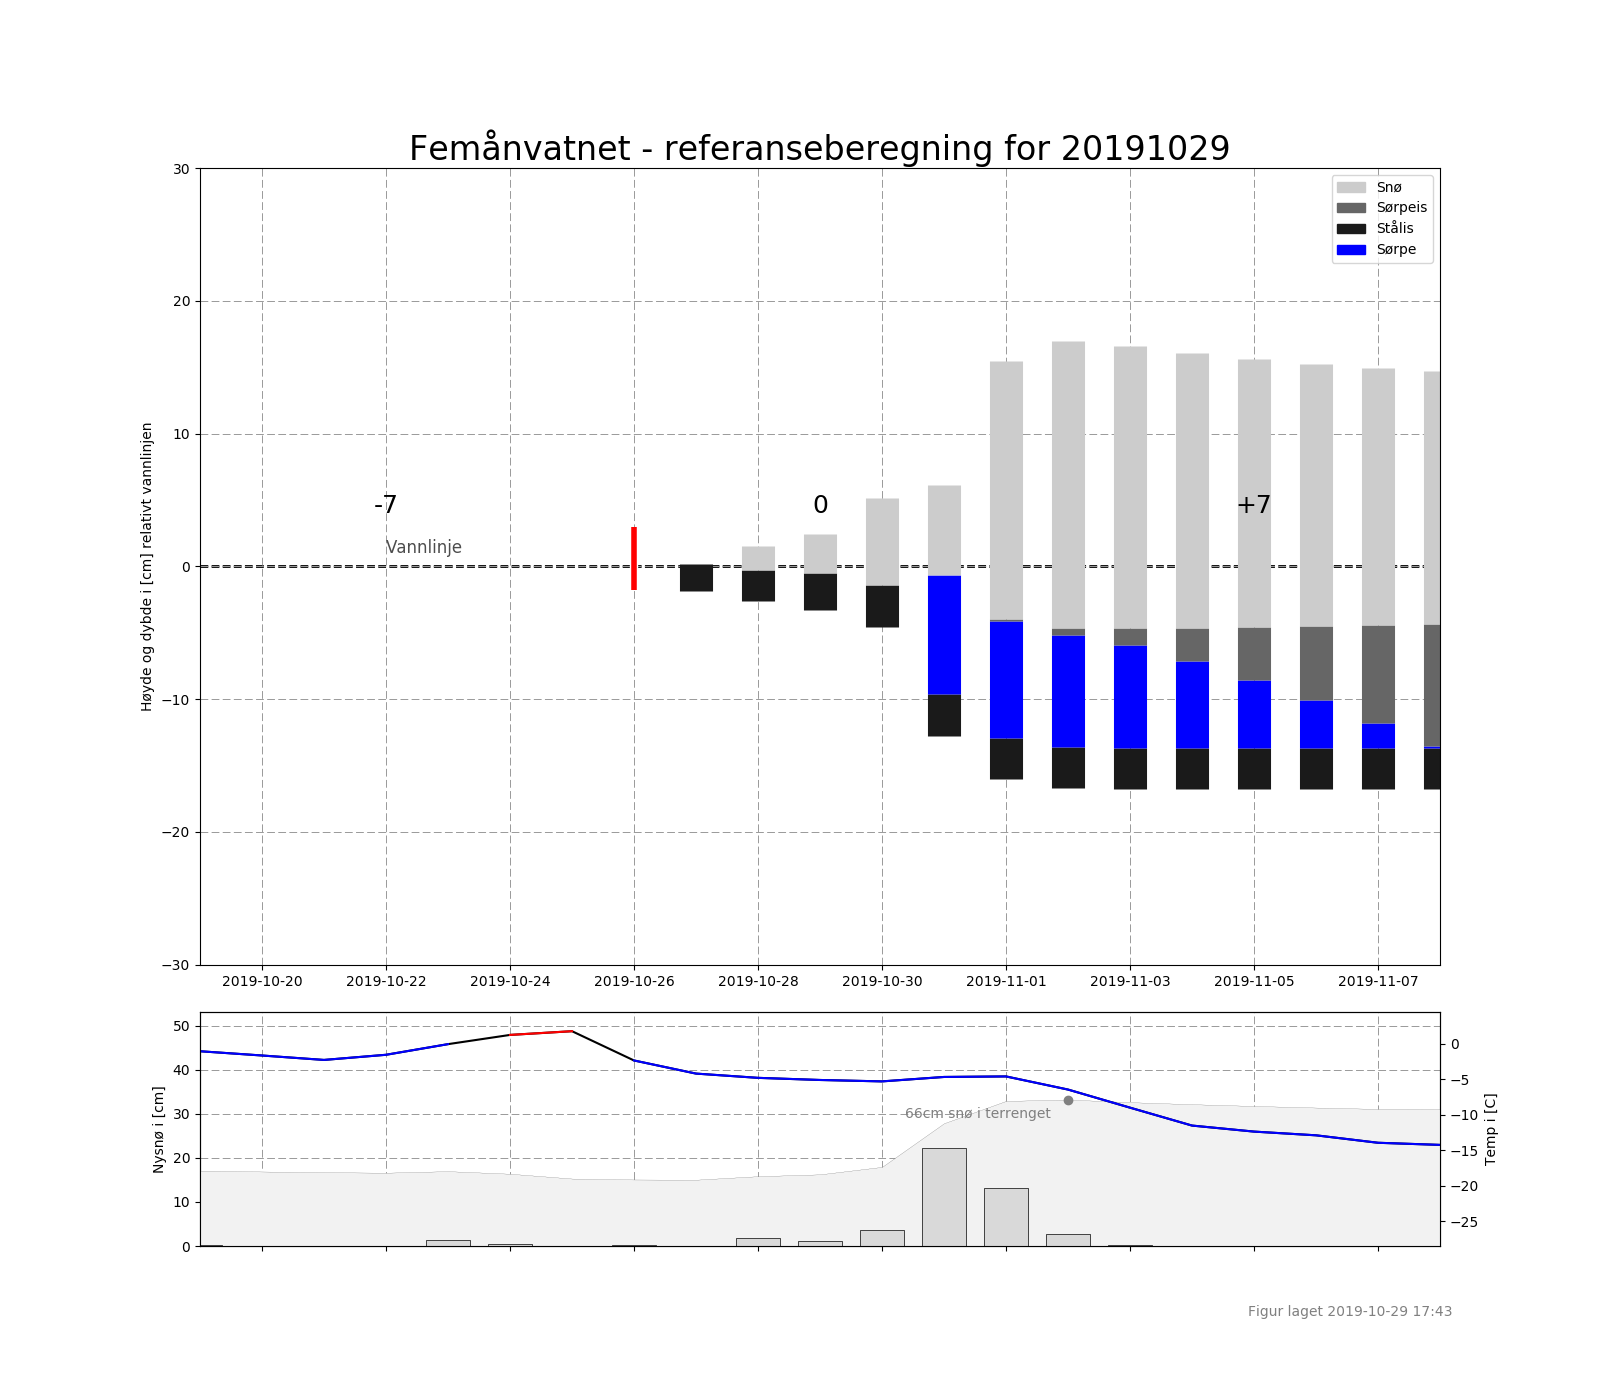 Femånvatnet - referanseberegning for 20191029
30
20
10
0
−10
−20
−30
Høyde og dybde i [cm] relativt vannlinjen
Snø
Sørpeis
Stålis
Sørpe
-7
0
+7
Vannlinje
2019-10-20
2019-10-22
2019-10-24
2019-10-26
2019-10-28
2019-10-30
2019-11-01
2019-11-03
2019-11-05
2019-11-07
50
40
30
20
10
0
Nysnø i [cm]
66cm snø i terrenget
0
−5
−10
−15
−20
−25
Temp i [C]
Figur laget 2019-10-29 17:43